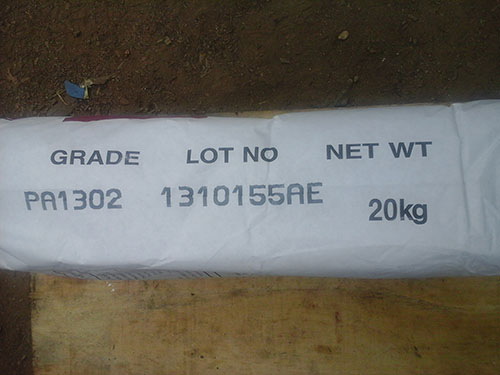 GRADE LOT NO NET WT
PA1302 1310155AE 20kg